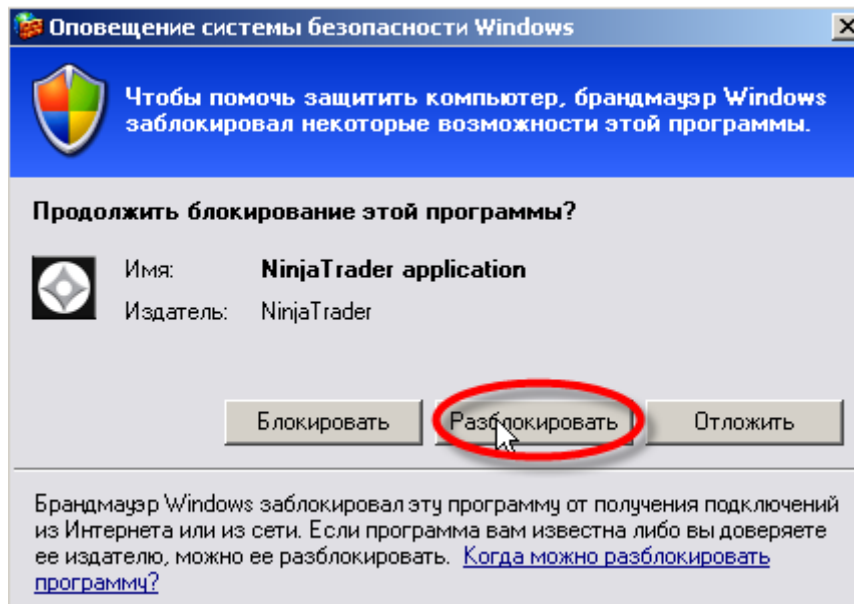 Оповещение системы безопасности Windows
Чтобы помочь защитить компьютер, брандмауэр Windows
заблокировал некоторые возможности этой программы.
Продолжить блокирование этой программы?
Имя: NinjaTrader application
Издатель: NinjaTrader
Блокировать Разблокировать Отложить
Брандмауэр Windows заблокировал эту программу от получения подключений
из Интернета или из сети. Если программа вам известна либо вы доверяете
ее издателю, можно ее разблокировать. Когда можно разблокировать
программу?